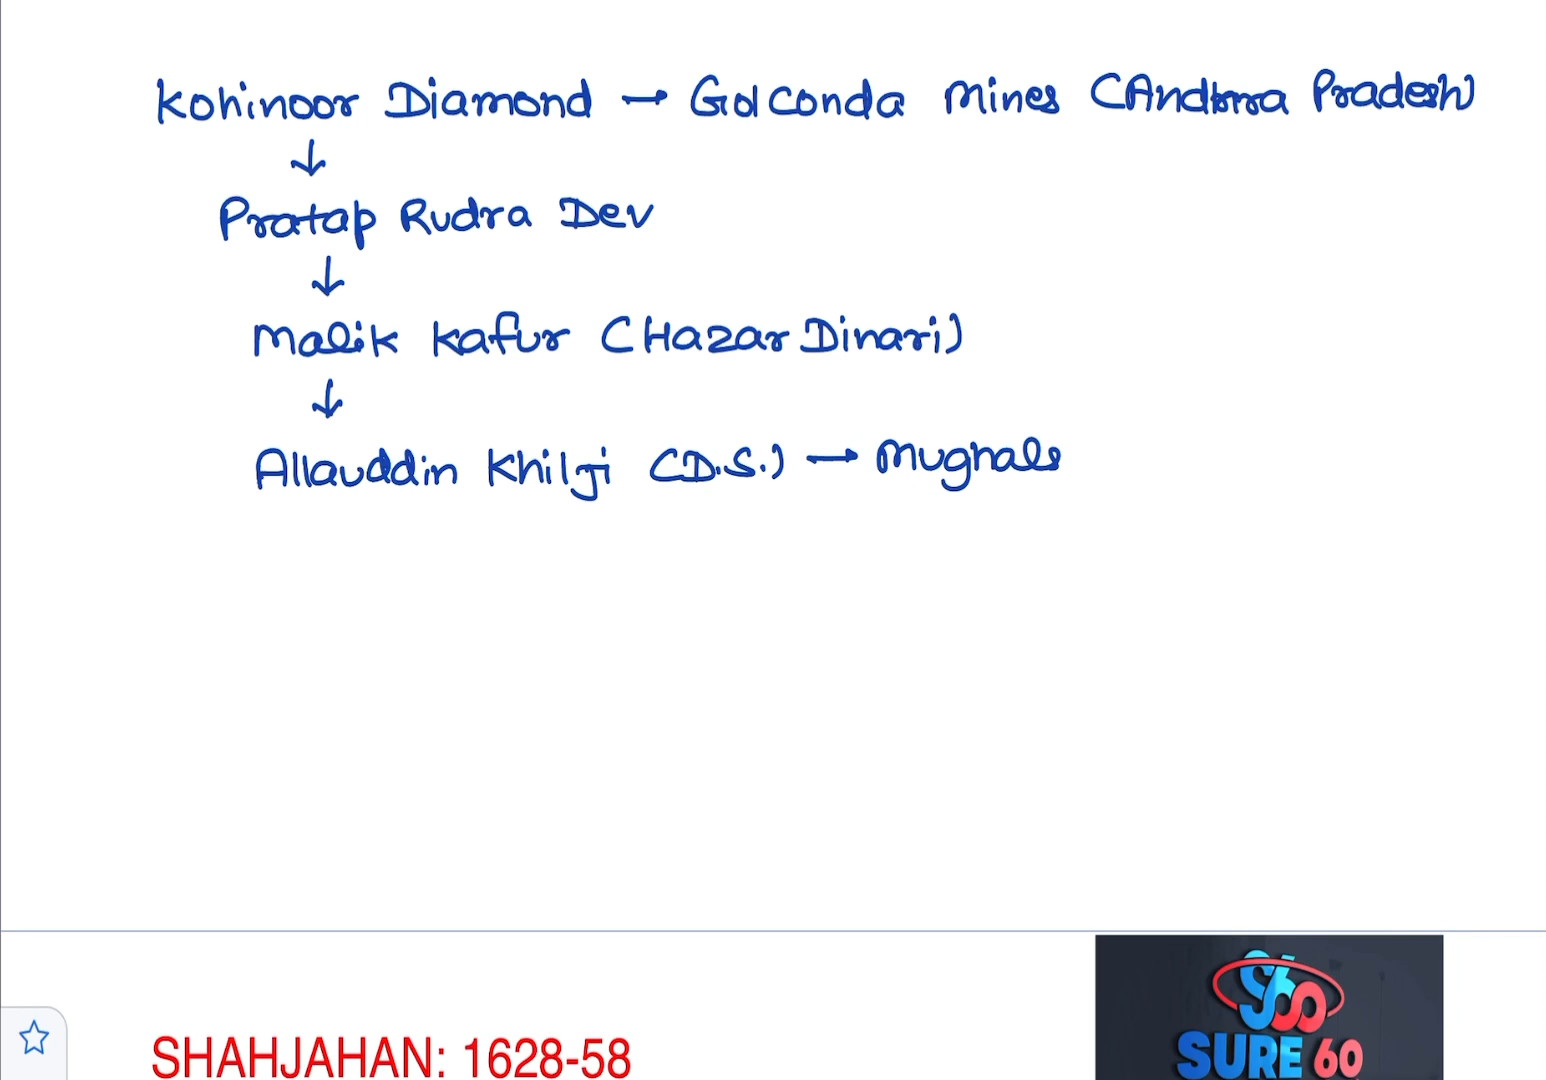 Kohinoor Diamond → Golconda Mines (Andhra Pradesh)
↓
Pratap Rudra Dev
↓
Malik Kafur (Hazar Dinari)
↓
Allauddin Khilji (D.S.) → Mughals
SHAHJAHAN: 1628-58
S60
SURE 60